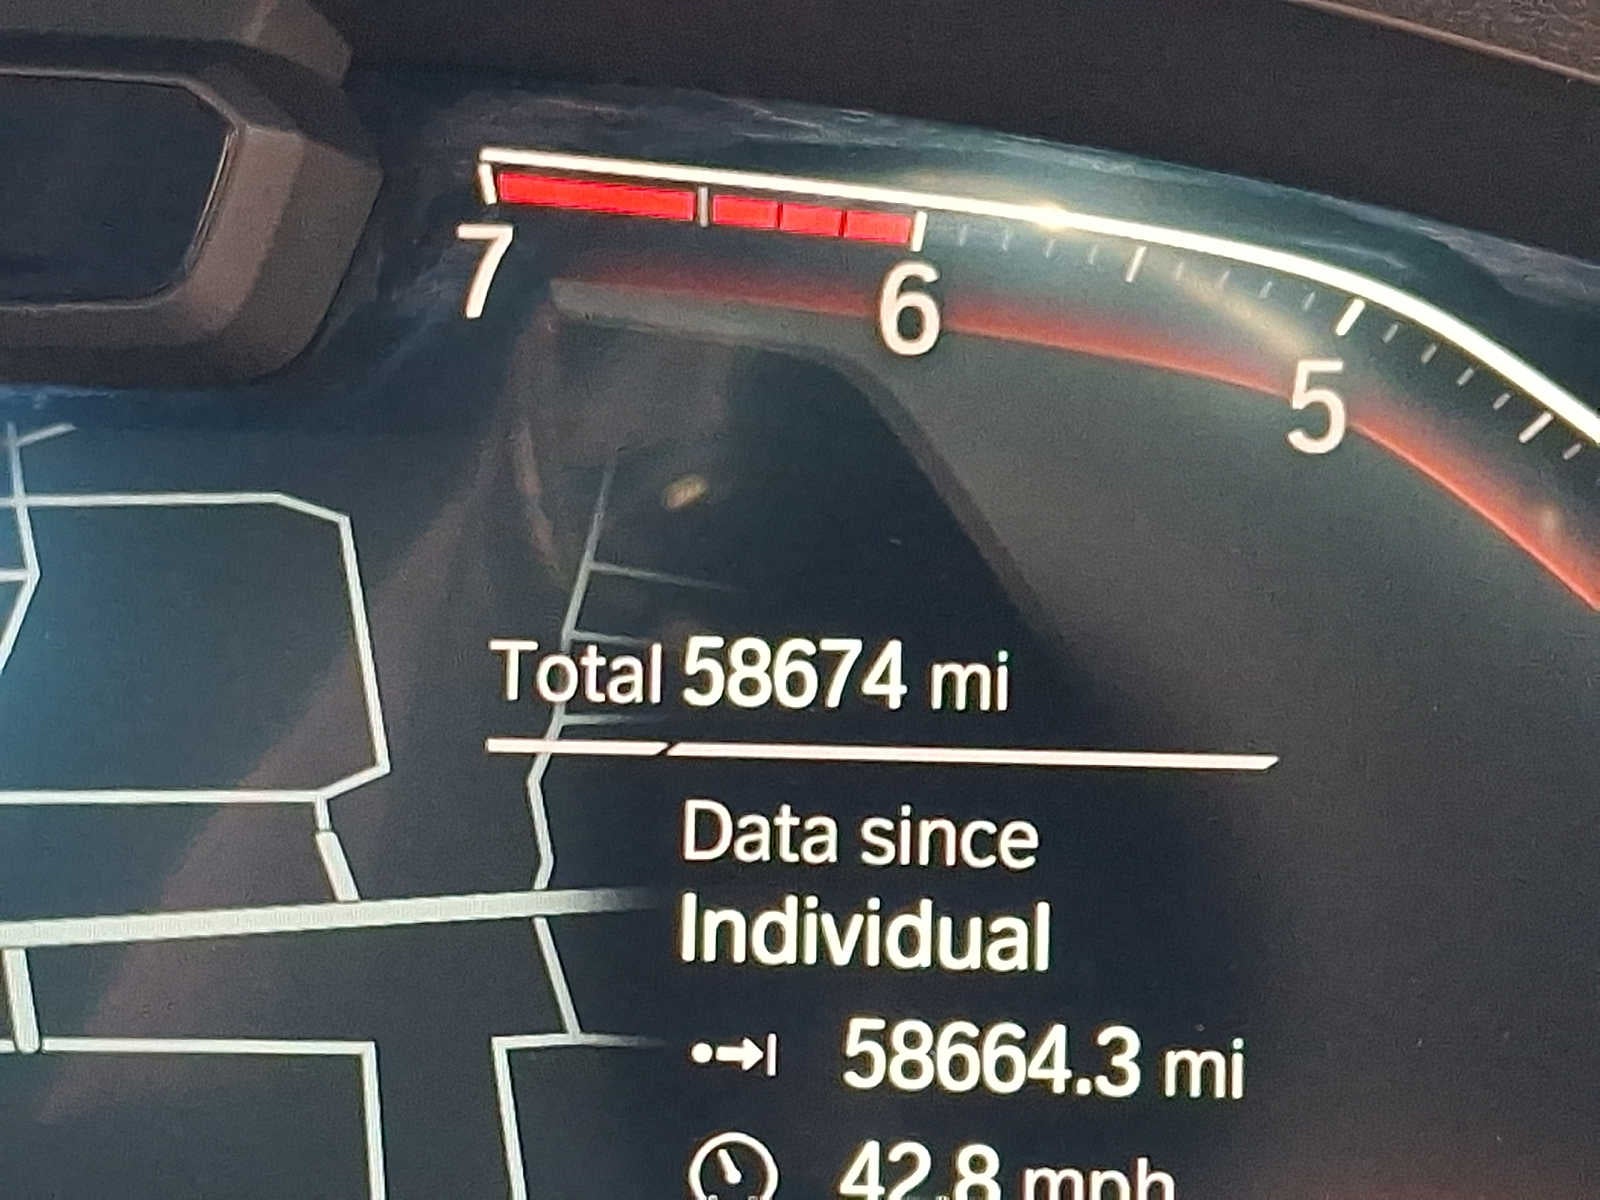 7
6
5
Total 58674 mi
Data since
Individual
58664.3 mi
42.8 mph